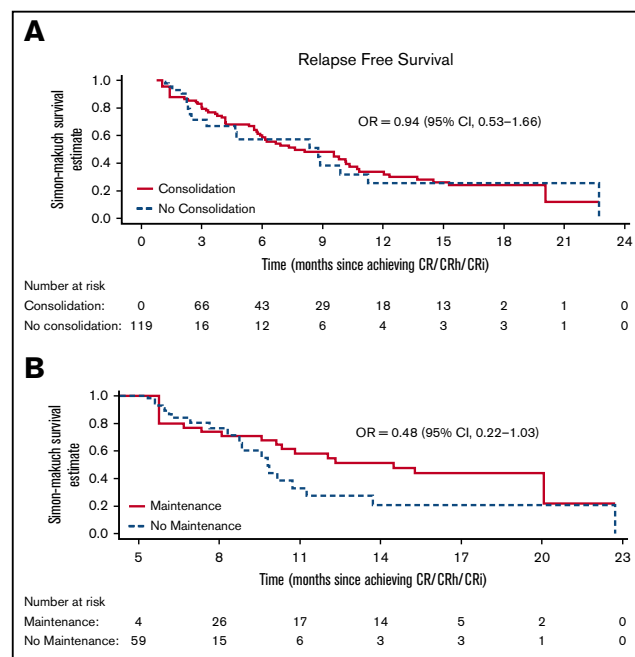 A
Relapse Free Survival
Simon-makuch survival
estimate
1.0
0.8
0.6
0.4
0.2
0.0
OR = 0.94 (95% CI, 0.53–1.66)
Consolidation
No Consolidation
0 3 6 9 12 15 18 21 24
Time (months since achieving CR/CRh/CRi)
Number at risk
Consolidation: 0 66 43 29 18 13 2 1 0
No consolidation: 119 16 12 6 4 3 3 1 0
B
Simon-makuch survival
estimate
1.0
0.8
0.6
0.4
0.2
0.0
OR = 0.48 (95% CI, 0.22–1.03)
Maintenance
No Maintenance
5 8 11 14 17 20 23
Time (months since achieving CR/CRh/CRi)
Number at risk
Maintenance: 4 26 17 14 5 2 0
No Maintenance: 59 15 6 3 3 1 0